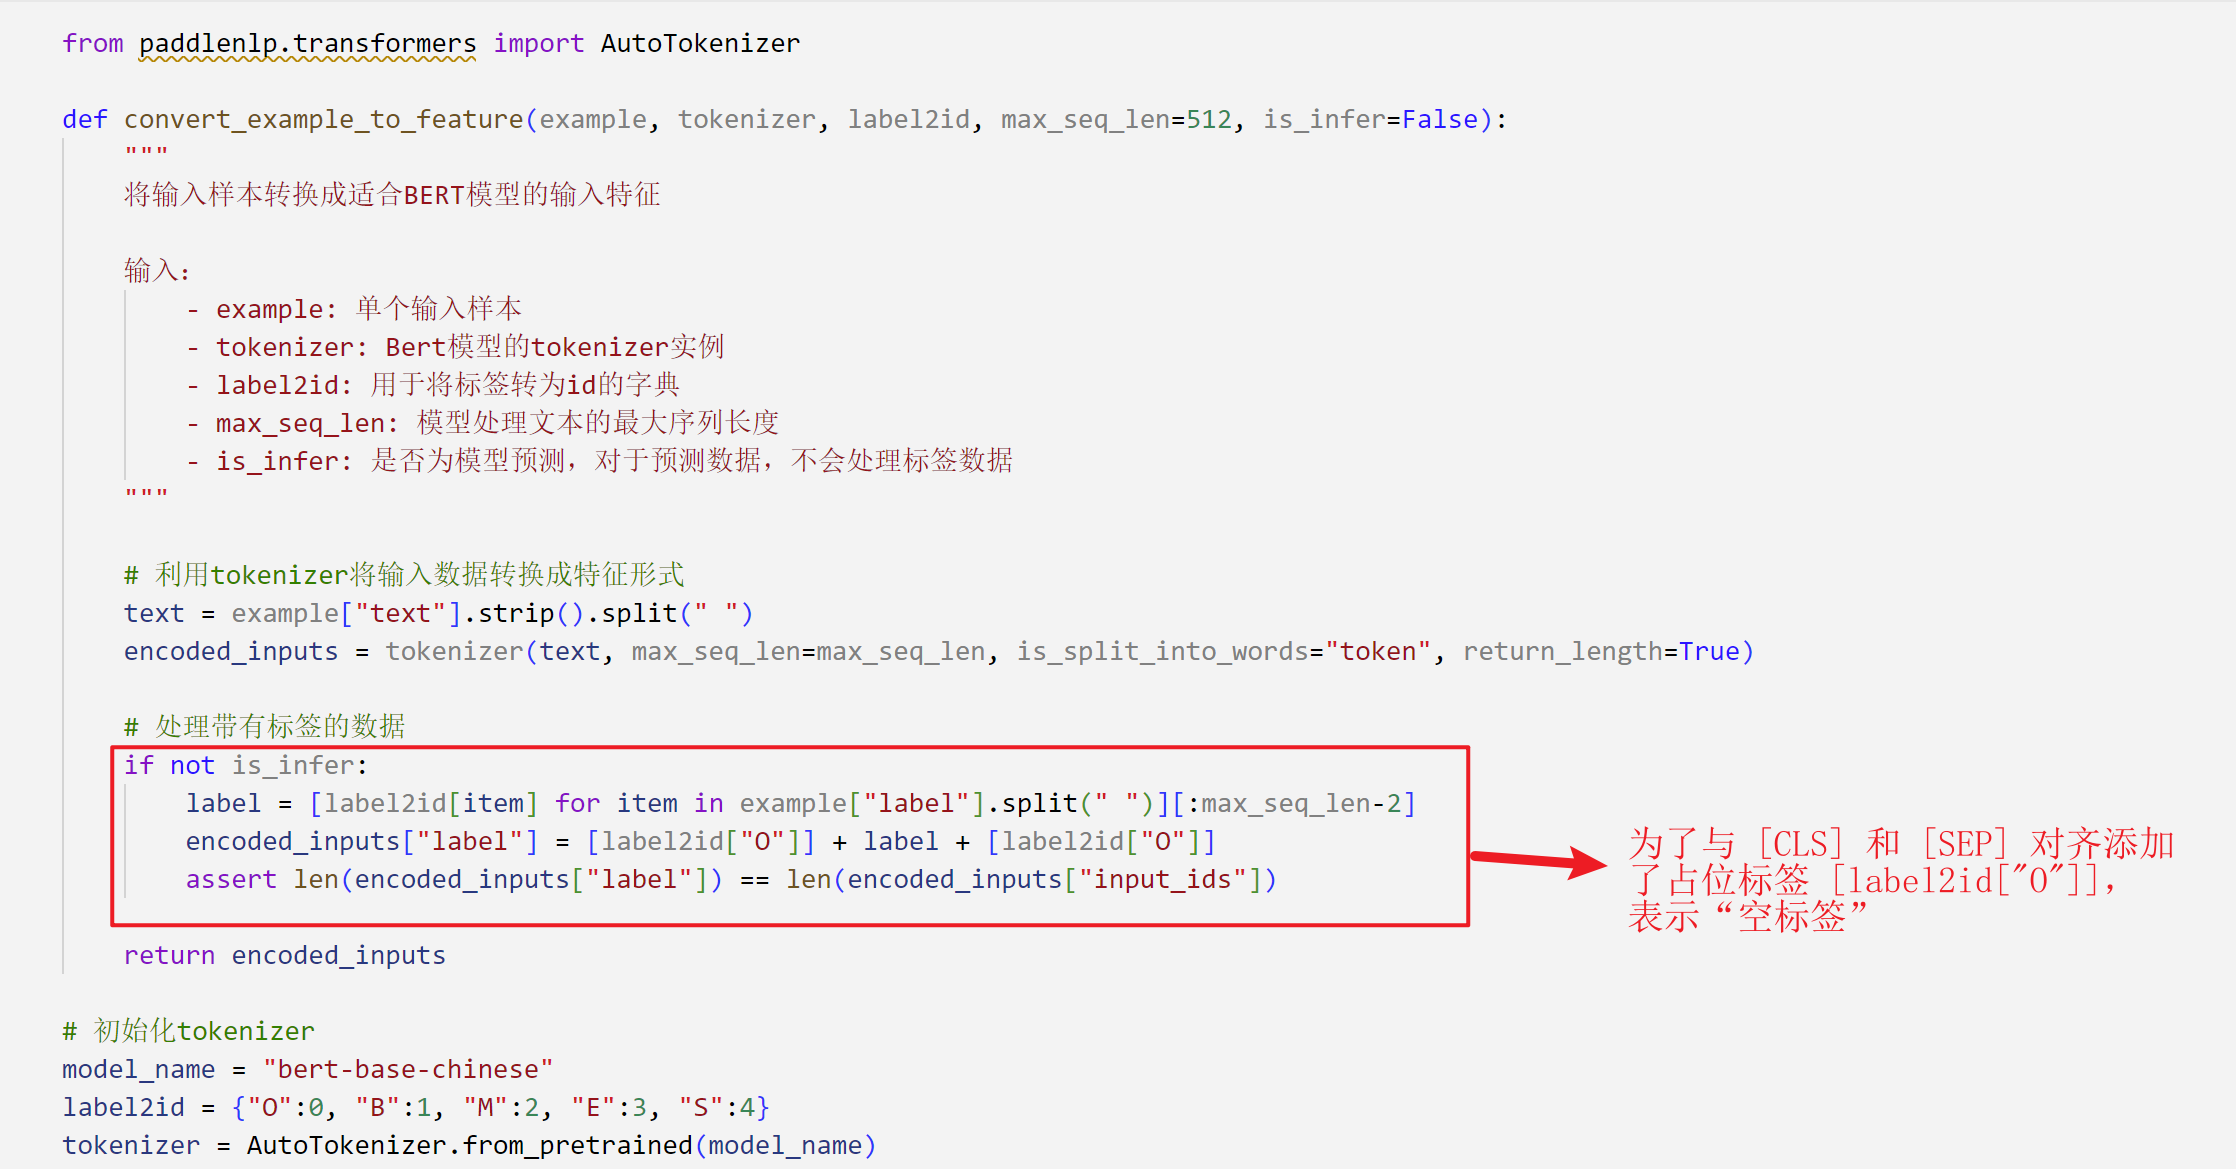 from paddlenlp.transformers import AutoTokenizer
def convert_example_to_feature(example, tokenizer, label2id, max_seq_len=512, is_infer=False):
"""
将输入样本转换成适合BERT模型的输入特征
输入：
- example: 单个输入样本
- tokenizer: Bert模型的tokenizer实例
- label2id: 用于将标签转为id的字典
- max_seq_len: 模型处理文本的最大序列长度
- is_infer: 是否为模型预测，对于预测数据，不会处理标签数据
"""
# 利用tokenizer将输入数据转换成特征形式
text = example["text"].strip().split(" ")
encoded_inputs = tokenizer(text, max_seq_len=max_seq_len, is_split_into_words="token", return_length=True)
# 处理带有标签的数据
if not is_infer:
label = [label2id[item] for item in example["label"].split(" ")][:max_seq_len-2]
encoded_inputs["label"] = [label2id["O"]] + label + [label2id["O"]]
assert len(encoded_inputs["label"]) == len(encoded_inputs["input_ids"])
为了与 [CLS] 和 [SEP] 对齐添加
了占位标签 [label2id["O"]],
表示“空标签”
return encoded_inputs
# 初始化tokenizer
model_name = "bert-base-chinese"
label2id = {"O":0, "B":1, "M":2, "E":3, "S":4}
tokenizer = AutoTokenizer.from_pretrained(model_name)